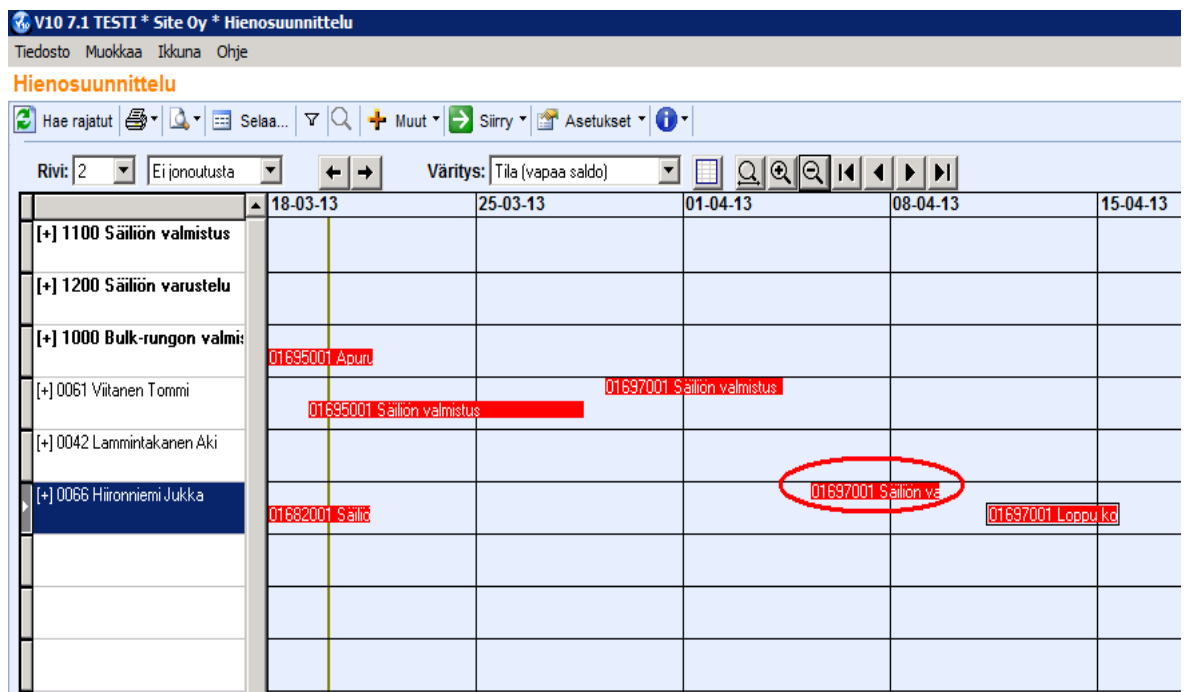 V10 7.1 TESTI * Site Oy * Hienosuunnittelu
Tiedosto Muokkaa Ikkuna Ohje
Hienosuunnittelu
Hae rajatut Selaa... Muut Siirry Asetukset
Rivi: 2 Ei jonoutusta Väritys: Tila (vapaa saldo)
18-03-13 25-03-13 01-04-13 08-04-13 15-04-13
[+] 1100 Säiliön valmistus
[+] 1200 Säiliön varustelu
[+] 1000 Bulk-rungon valmis
01695001 Apuru
[+] 0061 Viitanen Tommi 01697001 Säiliön valmistus
01695001 Säiliön valmistus
[+] 0042 Lammintakanen Aki
[+] 0066 Hiironniemi Jukka 01697001 Säiliön va
01682001 Säiliö 01697001 Loppu ko